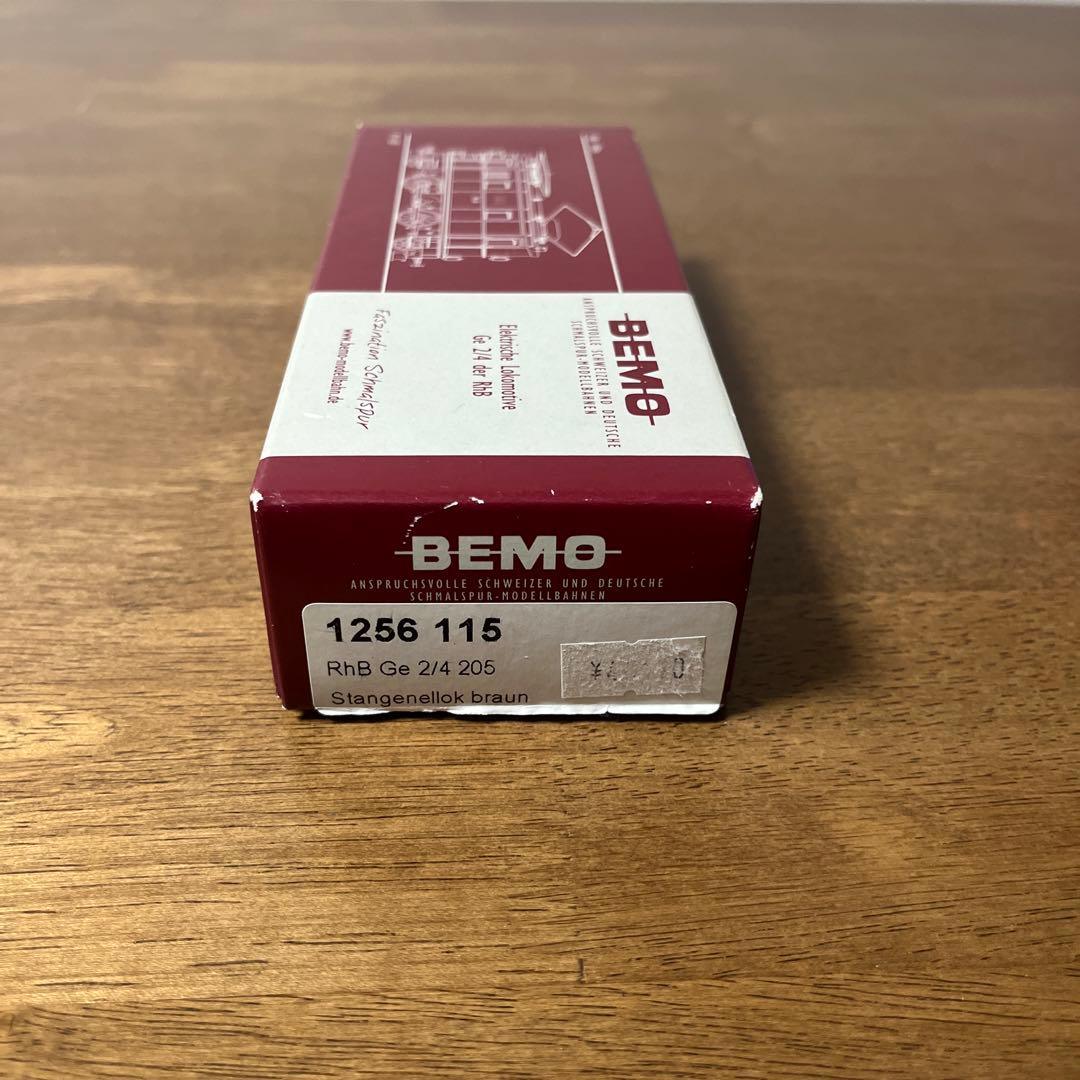 BEMO
ANSPRUCHSVOLLE SCHWEIZER UND DEUTSCHE
SCHMALSPUR-MODELLBAHNEN
Elektrische Lokomotive
Ge 2/4 der RhB
Faszination Schmalspur
www.bemo-modellbahn.de
BEMO
ANSPRUCHSVOLLE SCHWEIZER UND DEUTSCHE
SCHMALSPUR-MODELLBAHNEN
1256 115
RhB Ge 2/4 205
Stangenellok braun
¥